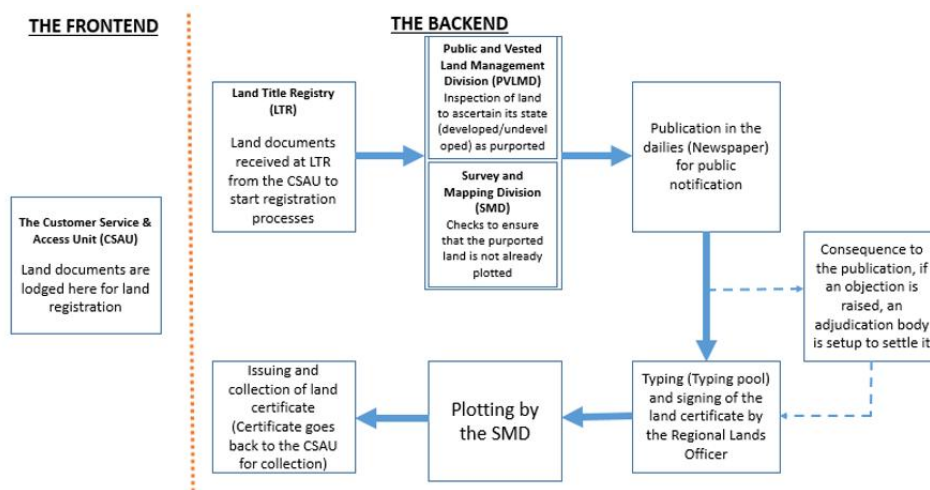 THE FRONTEND
THE BACKEND
The Customer Service &
Access Unit (CSAU)
Land documents are
lodged here for land
registration
Land Title Registry
(LTR)
Land documents
received at LTR
from the CSAU to
start registration
processes
Public and Vested
Land Management
Division (PVLMD)
Inspection of land
to ascertain its state
(developed/undevel
oped) as purported
Survey and
Mapping Division
(SMD)
Checks to ensure
that the purported
land is not already
plotted
Publication in the
dailies (Newspaper)
for public
notification
Consequence to
the publication, if
an objection is
raised, an
adjudication body
is setup to settle it
Typing (Typing pool)
and signing of the
land certificate by
the Regional Lands
Officer
Plotting by
the SMD
Issuing and
collection of land
certificate
(Certificate goes
back to the CSAU
for collection)